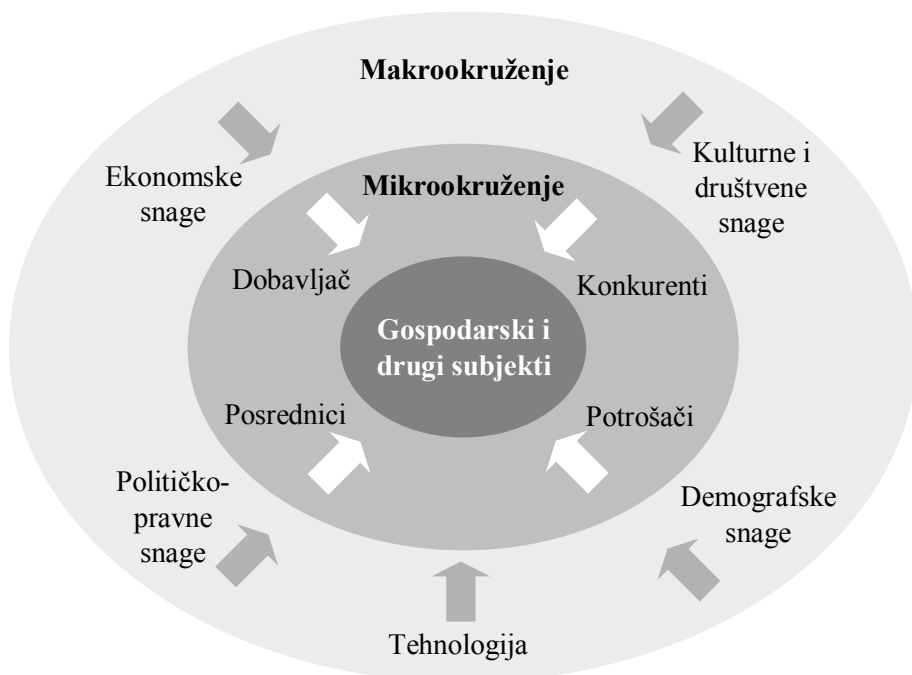 Makrookruženje
Ekonomske
snage
Kulturne i
društvene
snage
Mikrookruženje
Dobavljač
Konkurenti
Gospodarski i
drugi subjekti
Posrednici
Potrošači
Političko-
pravne
snage
Demografske
snage
Tehnologija